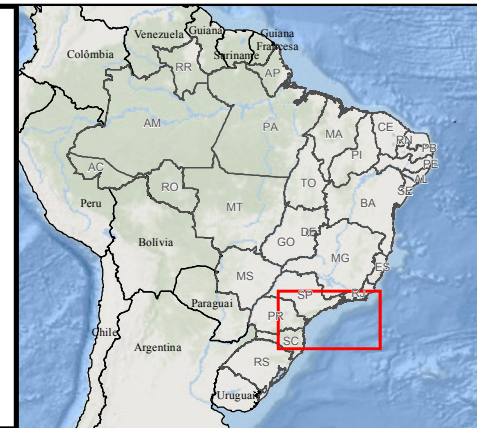 Venezuela
Guiana
Guiana
Francesa
Suriname
Colômbia
RR
AP
AM
PA
MA
CE
RN
PB
PE
AL
SE
PI
AC
RO
TO
BA
Peru
MT
DF
GO
Bolívia
MG
ES
MS
SP
RJ
Paraguai
PR
Chile
SC
Argentina
RS
Uruguai